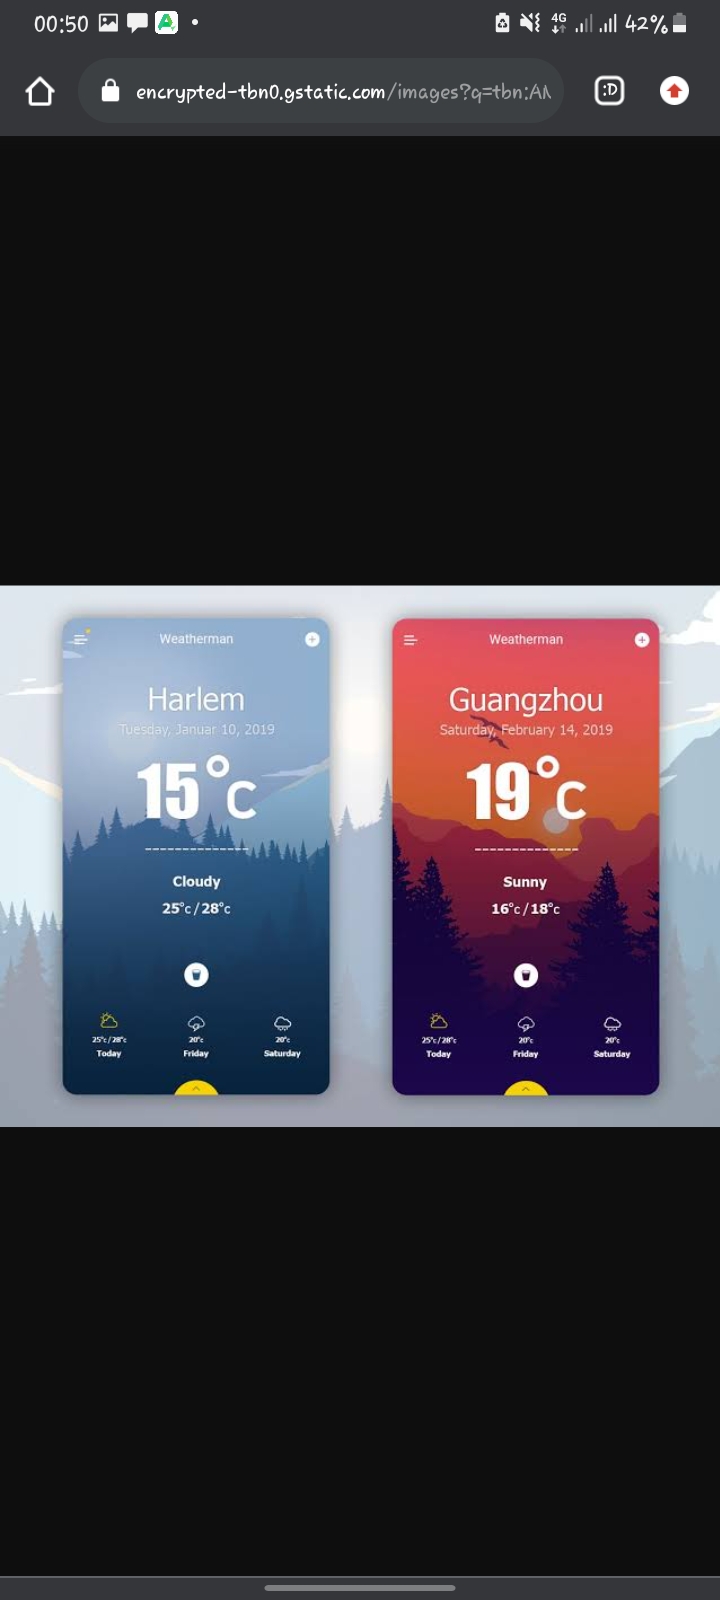 00:50
4G 42%
encrypted-tbn0.gstatic.com/images?q=tbn:AN
:D
Weatherman
Harlem
Tuesday, Januar 10, 2019
15°c
--------------
Cloudy
25°c / 28°c
25°c / 28°c 20°c 20°c
Today Friday Saturday
Weatherman
Guangzhou
Saturday, February 14, 2019
19°c
--------------
Sunny
16°c / 18°c
25°c / 28°c 20°c 20°c
Today Friday Saturday